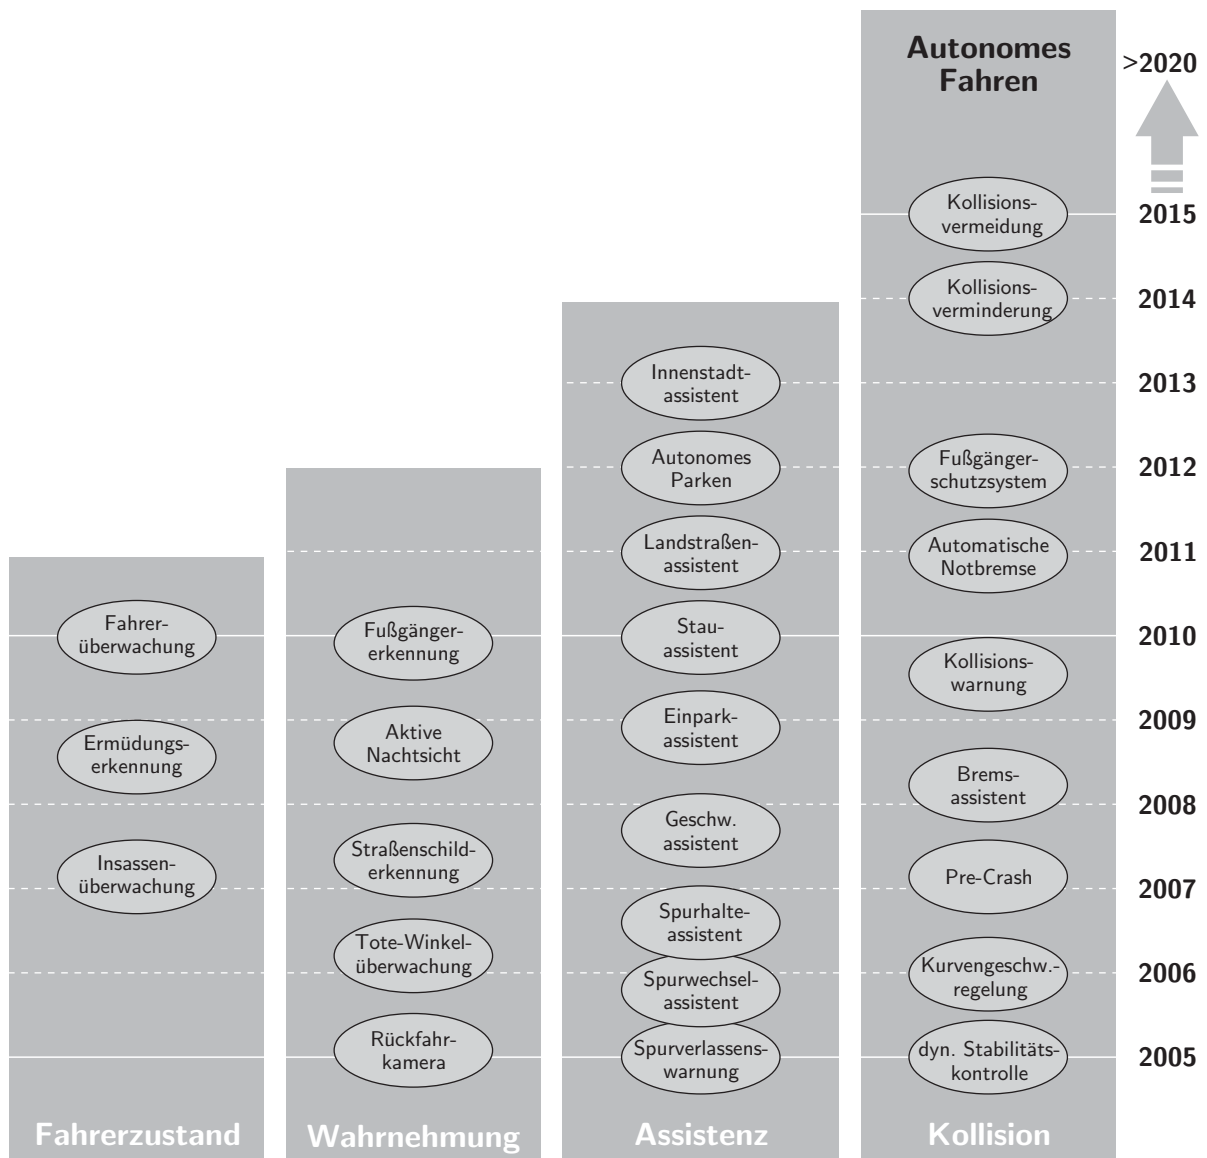 Autonomes
Fahren
>2020
Kollisions-
vermeidung
2015
Kollisions-
verminderung
2014
Innenstadt-
assistent
2013
Autonomes
Parken
Fußgänger-
schutzsystem
2012
Landstraßen-
assistent
Automatische
Notbremse
2011
Fahrer-
überwachung
Fußgänger-
erkennung
Stau-
assistent
2010
Kollisions-
warnung
Aktive
Nachtsicht
Einpark-
assistent
2009
Ermüdungs-
erkennung
Brems-
assistent
2008
Geschw.
assistent
Straßenschild-
erkennung
Insassen-
überwachung
Pre-Crash
2007
Spurhalte-
assistent
Tote-Winkel-
überwachung
Spurwechsel-
assistent
Kurvengeschw.-
regelung
2006
Rückfahr-
kamera
Spurverlassens-
warnung
dyn. Stabilitäts-
kontrolle
2005
Fahrerzustand
Wahrnehmung
Assistenz
Kollision